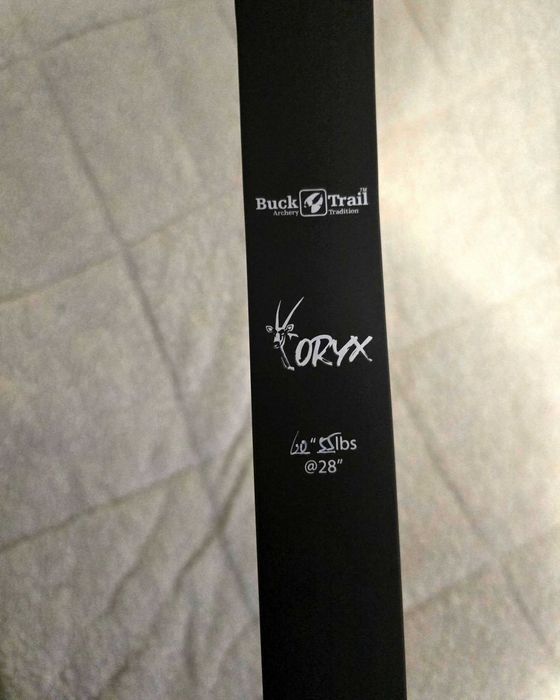 Buck Trail™
Archery Tradition
ORYX
60" 55lbs
@28"